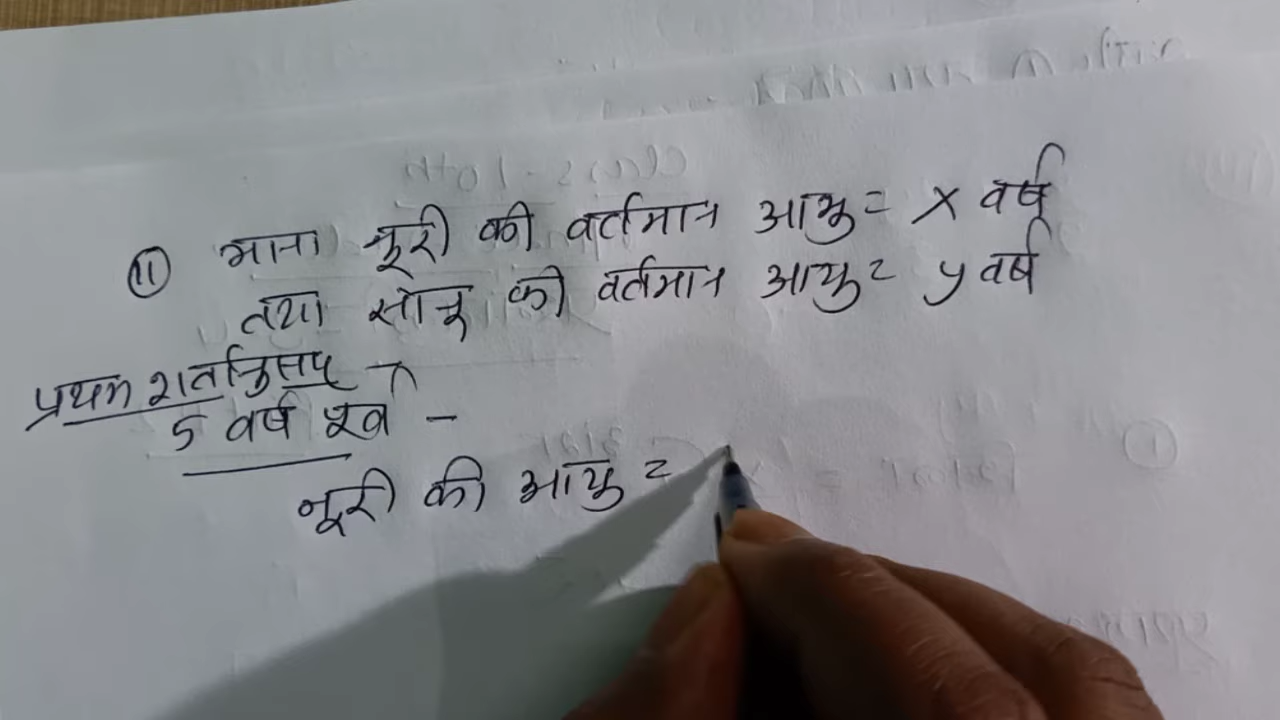 (11) माना नूरी की वर्तमान आयु = x वर्ष
तथा सोनू की वर्तमान आयु = y वर्ष
प्रथम शर्तानुसार →
5 वर्ष पूर्व -
नूरी की आयु =